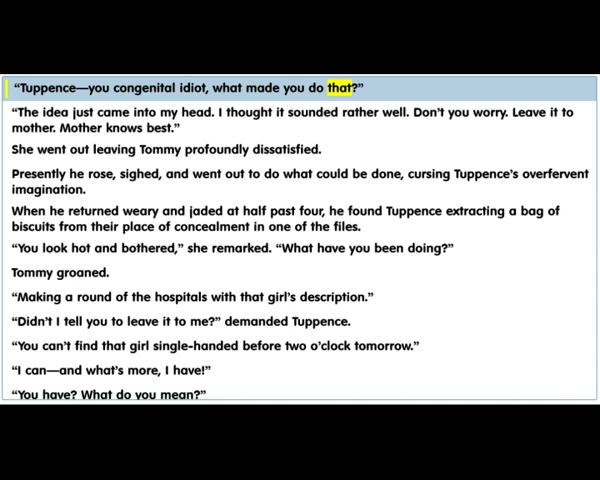 “Tuppence—you congenital idiot, what made you do that?”
“The idea just came into my head. I thought it sounded rather well. Don’t you worry. Leave it to
mother. Mother knows best.”
She went out leaving Tommy profoundly dissatisfied.
Presently he rose, sighed, and went out to do what could be done, cursing Tuppence’s overfervent
imagination.
When he returned weary and jaded at half past four, he found Tuppence extracting a bag of
biscuits from their place of concealment in one of the files.
“You look hot and bothered,” she remarked. “What have you been doing?”
Tommy groaned.
“Making a round of the hospitals with that girl’s description.”
“Didn’t I tell you to leave it to me?” demanded Tuppence.
“You can’t find that girl single-handed before two o’clock tomorrow.”
“I can—and what’s more, I have!”
“You have? What do you mean?”